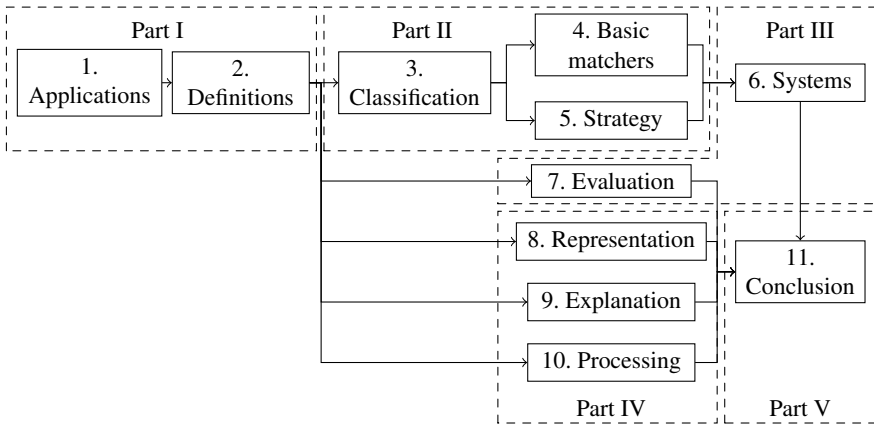 Part I
Part II
Part III
1.
Applications
2.
Definitions
3.
Classification
4. Basic
matchers
5. Strategy
6. Systems
7. Evaluation
8. Representation
9. Explanation
10. Processing
11.
Conclusion
Part IV
Part V